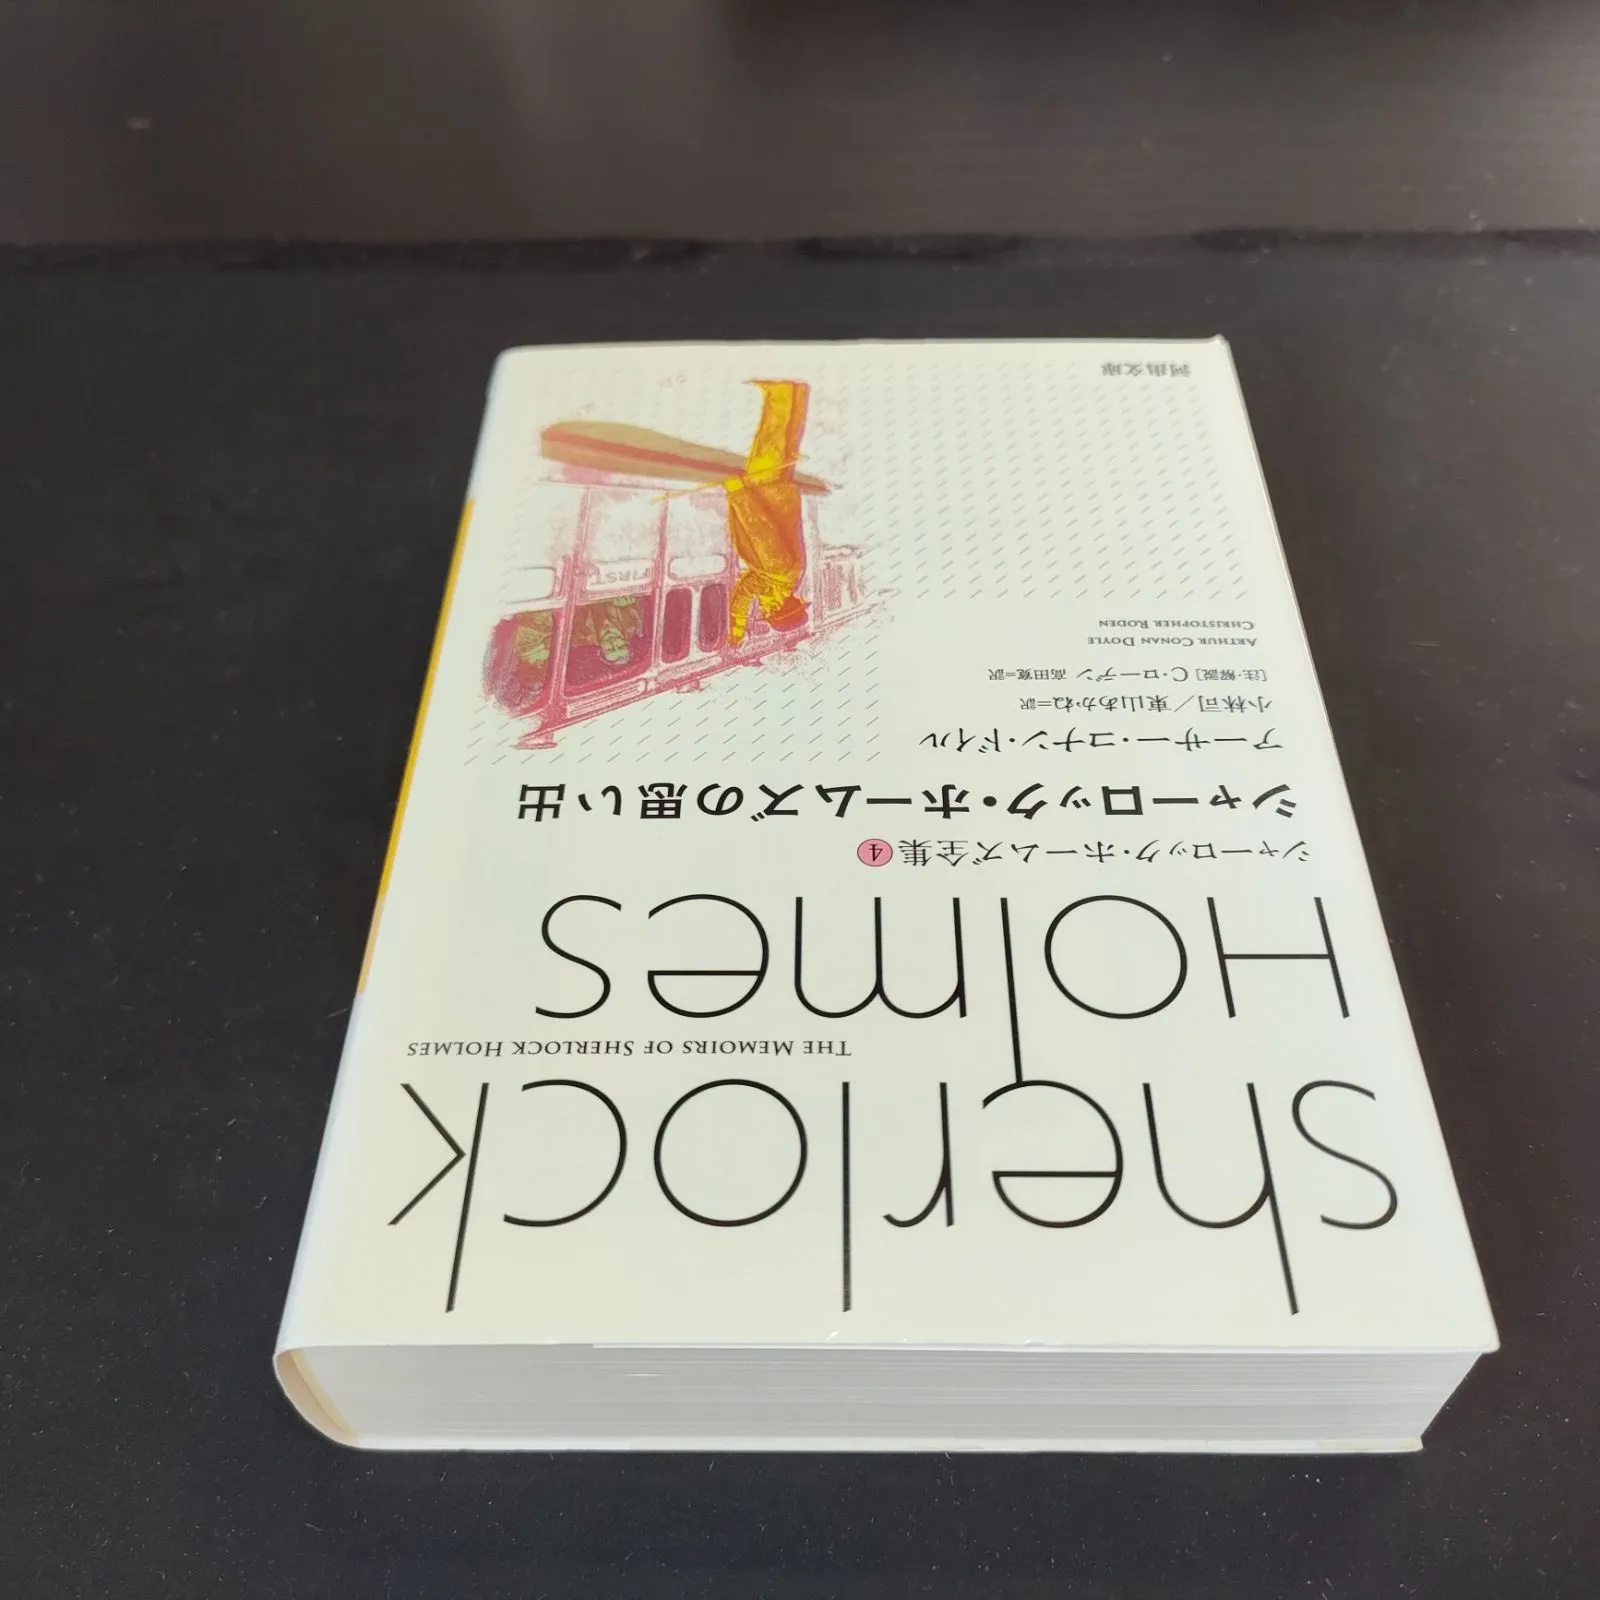 sherlock
THE MEMOIRS OF SHERLOCK HOLMES
Holmes
シャーロック・ホームズ全集 4
シャーロック・ホームズの思い出
アーサー・コナン・ドイル
小林司／東山あかね=訳
[注・解説] C・ローデン 高田寛=訳
ARTHUR CONAN DOYLE
CHRISTOPHER RODEN
FIRST
河出文庫